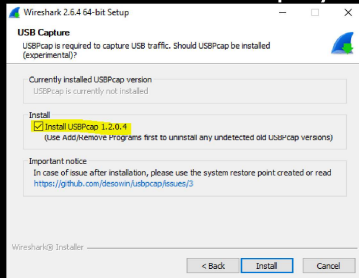 Wireshark 2.6.4 64-bit Setup
USB Capture
USBPcap is required to capture USB traffic. Should USBPcap be installed
(experimental)?
Currently installed USBPcap version
USBPcap is currently not installed
Install
Install USBPcap 1.2.0.4
(Use Add/Remove Programs first to uninstall any undetected old USBPcap versions)
Important notice
In case of issue after installation, please use the system restore point created or read
https://github.com/desowin/usbpcap/issues/3
Wireshark® Installer
< Back Install Cancel